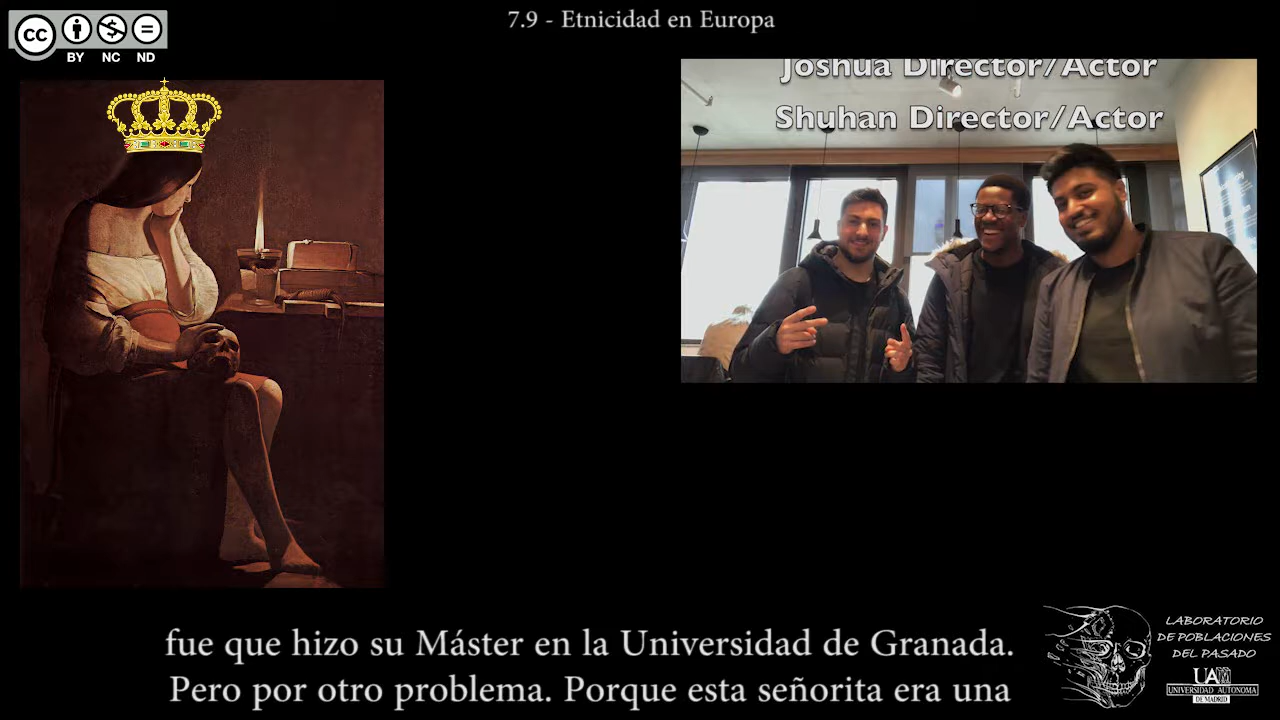 7.9 - Etnicidad en Europa
BY NC ND
Joshua Director/Actor
Shuhan Director/Actor
fue que hizo su Máster en la Universidad de Granada.
Pero por otro problema. Porque esta señorita era una
LABORATORIO
DE POBLACIONES
DEL PASADO
UAM
UNIVERSIDAD AUTONOMA
DE MADRID